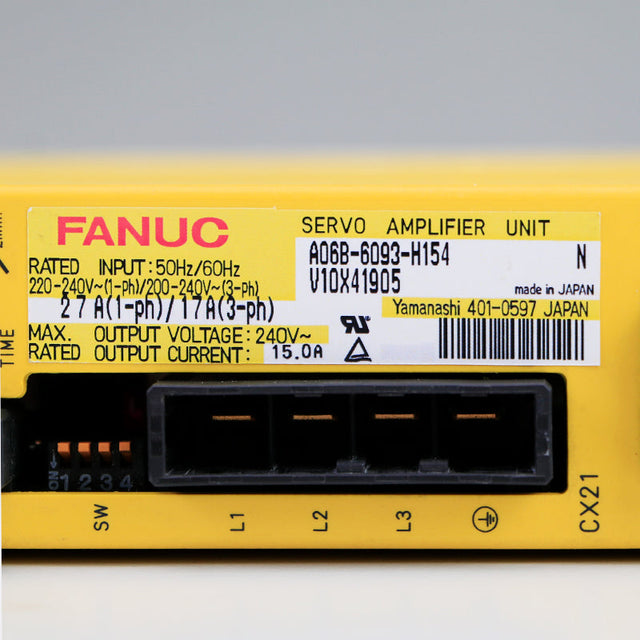 FANUC
SERVO AMPLIFIER UNIT
A06B-6093-H154 N
V10X41905
made in JAPAN
Yamanashi 401-0597 JAPAN
RATED INPUT: 50Hz/60Hz
220-240V~(1-ph)/200-240V~(3-ph)
27A(1-ph)/17A(3-ph)
MAX. OUTPUT VOLTAGE: 240V~
RATED OUTPUT CURRENT: 15.0A
TIME
ON
1 2 3 4
SW
L1
L2
L3
CX21